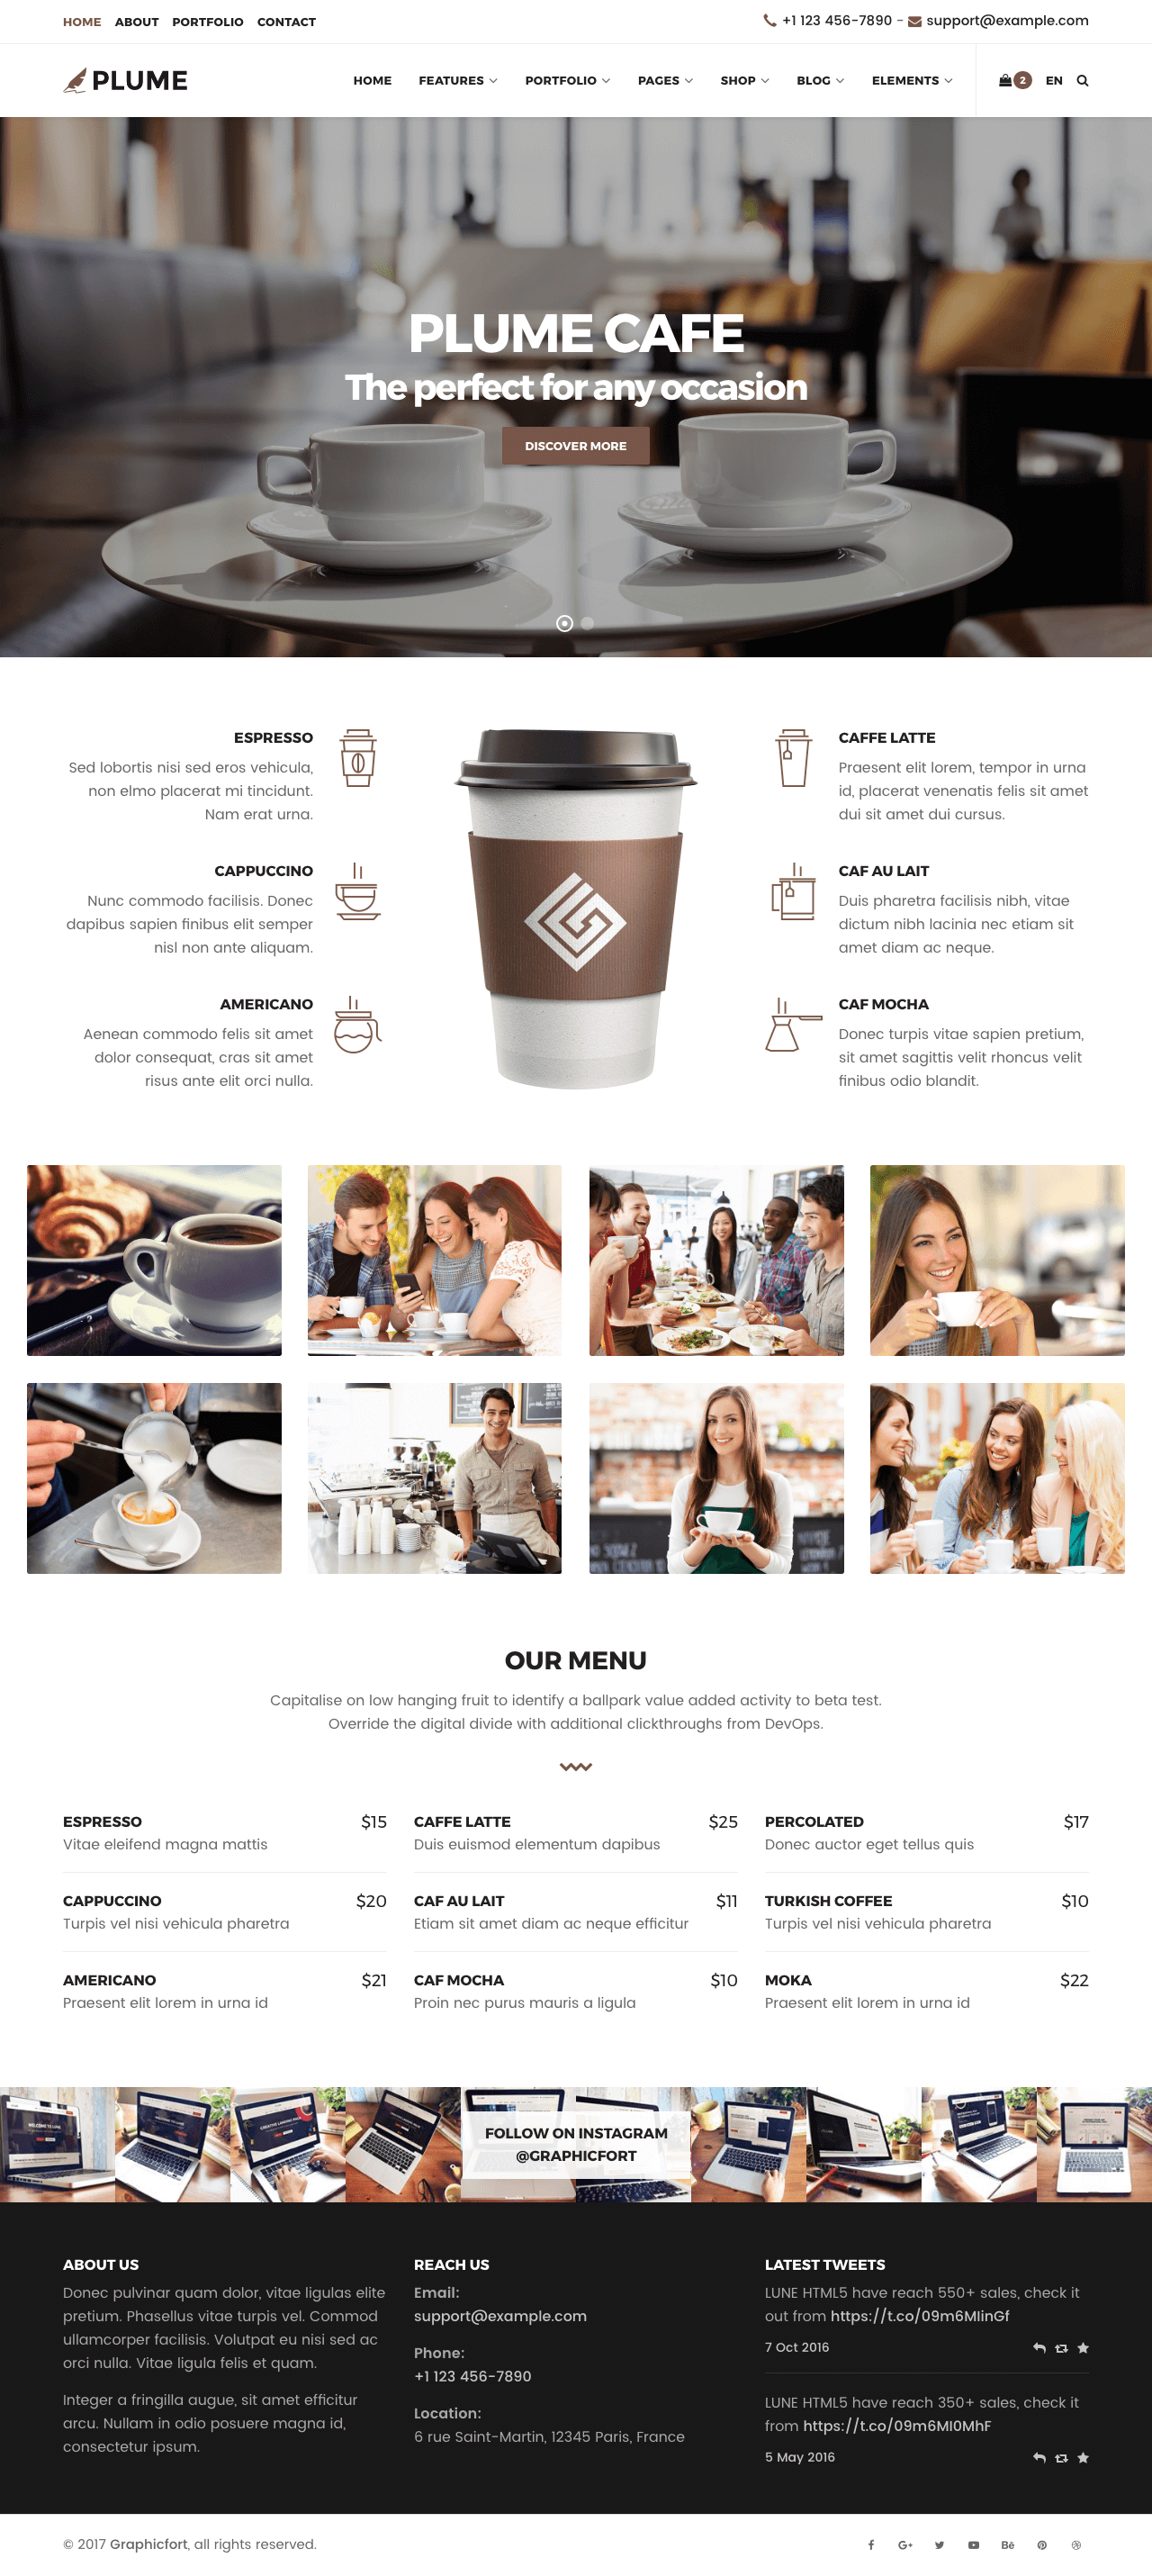 HOME ABOUT PORTFOLIO CONTACT
+1 123 456-7890 - support@example.com
PLUME
HOME FEATURES PORTFOLIO PAGES SHOP BLOG ELEMENTS
2 EN
PLUME CAFE
The perfect for any occasion
DISCOVER MORE
ESPRESSO
Sed lobortis nisi sed eros vehicula,
non elmo placerat mi tincidunt.
Nam erat urna.
CAPPUCCINO
Nunc commodo facilisis. Donec
dapibus sapien finibus elit semper
nisl non ante aliquam.
AMERICANO
Aenean commodo felis sit amet
dolor consequat, cras sit amet
risus ante elit orci nulla.
CAFFE LATTE
Praesent elit lorem, tempor in urna
id, placerat venenatis felis sit amet
dui sit amet dui cursus.
CAF AU LAIT
Duis pharetra facilisis nibh, vitae
dictum nibh lacinia nec etiam sit
amet diam ac neque.
CAF MOCHA
Donec turpis vitae sapien pretium,
sit amet sagittis velit rhoncus velit
finibus odio blandit.
OUR MENU
Capitalise on low hanging fruit to identify a ballpark value added activity to beta test.
Override the digital divide with additional clickthroughs from DevOps.
ESPRESSO $15
Vitae eleifend magna mattis
CAPPUCCINO $20
Turpis vel nisi vehicula pharetra
AMERICANO $21
Praesent elit lorem in urna id
CAFFE LATTE $25
Duis euismod elementum dapibus
CAF AU LAIT $11
Etiam sit amet diam ac neque efficitur
CAF MOCHA $10
Proin nec purus mauris a ligula
PERCOLATED $17
Donec auctor eget tellus quis
TURKISH COFFEE $10
Turpis vel nisi vehicula pharetra
MOKA $22
Praesent elit lorem in urna id
FOLLOW ON INSTAGRAM
@GRAPHICFORT
ABOUT US
Donec pulvinar quam dolor, vitae ligulas elite
pretium. Phasellus vitae turpis vel. Commod
ullamcorper facilisis. Volutpat eu nisi sed ac
orci nulla. Vitae ligula felis et quam.
Integer a fringilla augue, sit amet efficitur
arcu. Nullam in odio posuere magna id,
consectetur ipsum.
REACH US
Email:
support@example.com
Phone:
+1 123 456-7890
Location:
6 rue Saint-Martin, 12345 Paris, France
LATEST TWEETS
LUNE HTML5 have reach 550+ sales, check it
out from https://t.co/09m6MIinGf
7 Oct 2016
LUNE HTML5 have reach 350+ sales, check it
from https://t.co/09m6MI0MhF
5 May 2016
© 2017 Graphicfort, all rights reserved.